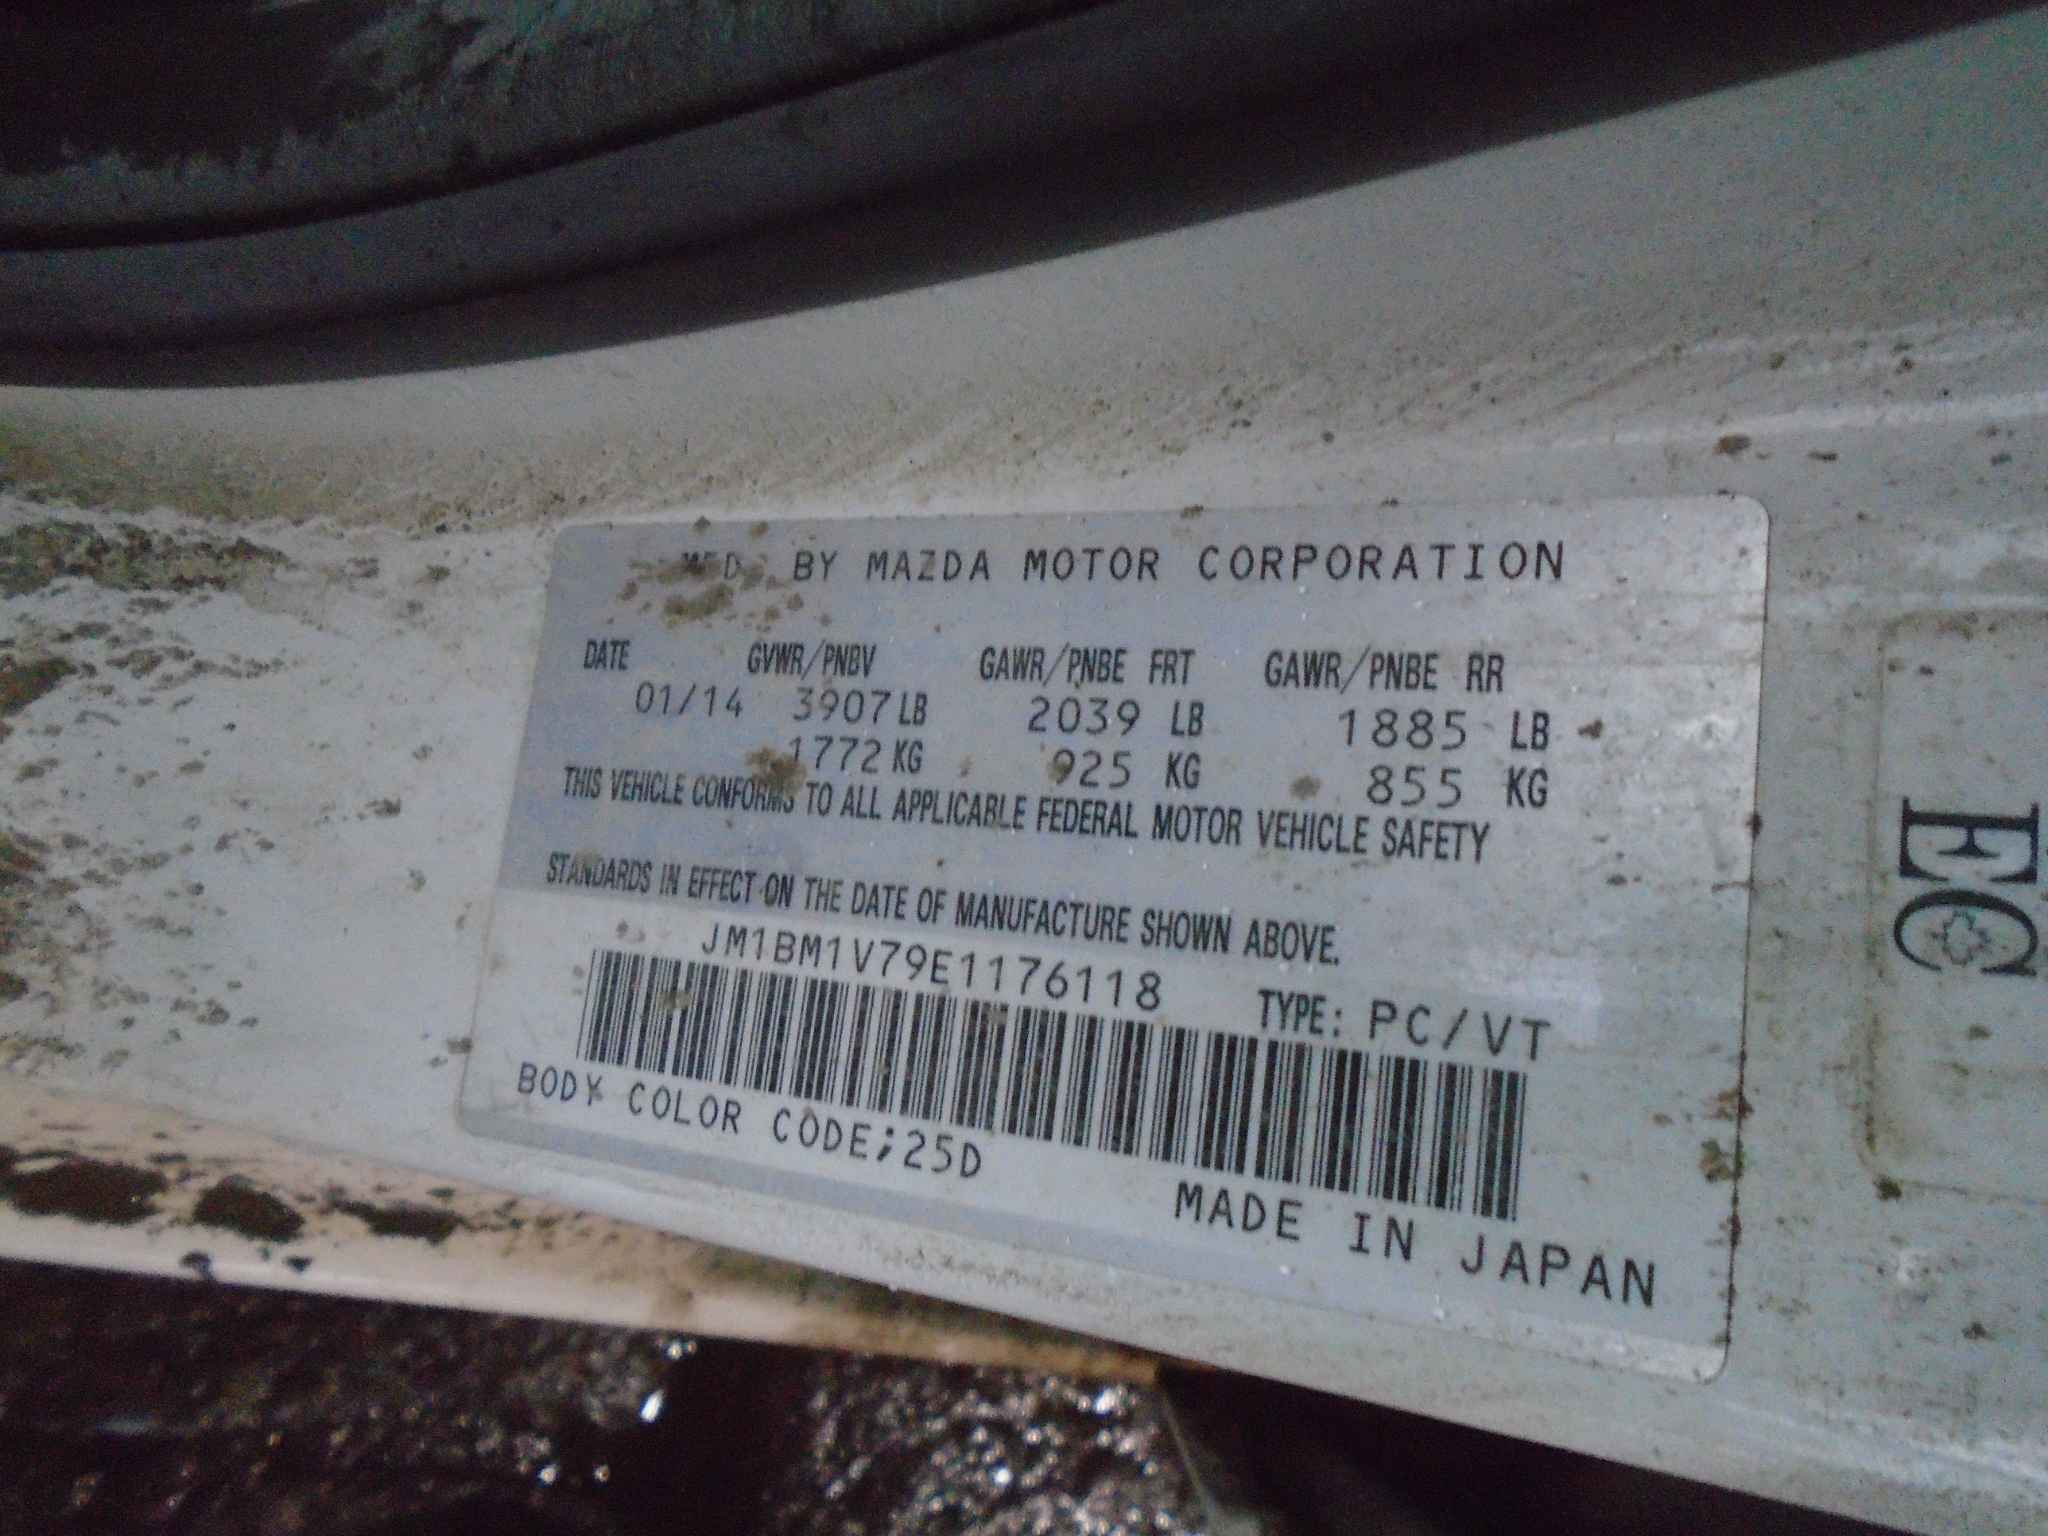 MFD. BY MAZDA MOTOR CORPORATION
DATE GVWR/PNBV GAWR/PNBE FRT GAWR/PNBE RR
01/14 3907 LB 2039 LB 1885 LB
1772 KG 925 KG 855 KG
THIS VEHICLE CONFORMS TO ALL APPLICABLE FEDERAL MOTOR VEHICLE SAFETY
STANDARDS IN EFFECT ON THE DATE OF MANUFACTURE SHOWN ABOVE.
JM1BM1V79E1176118 TYPE: PC/VT
BODY COLOR CODE;25D
MADE IN JAPAN
EC